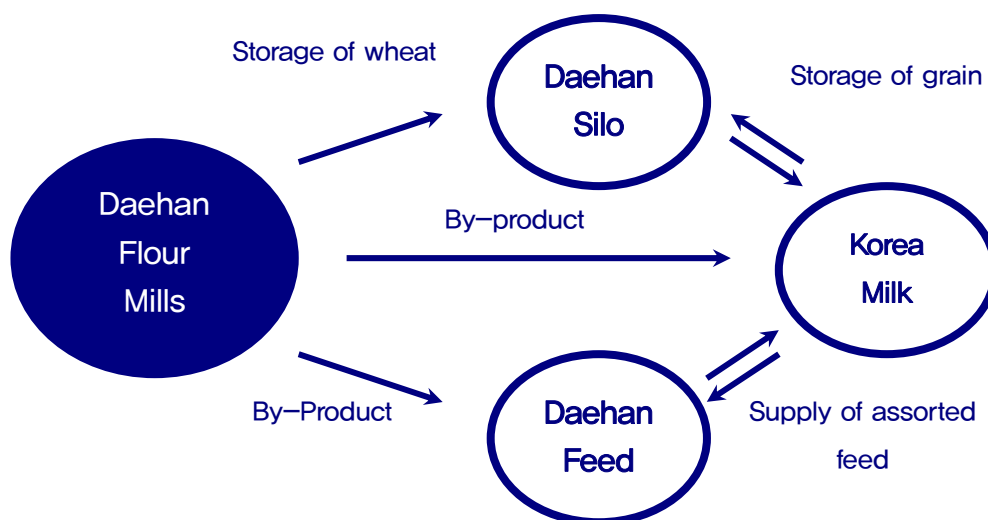 Storage of wheat
Daehan
Silo
Storage of grain
Daehan
Flour
Mills
By-product
Korea
Milk
By-Product
Daehan
Feed
Supply of assorted
feed